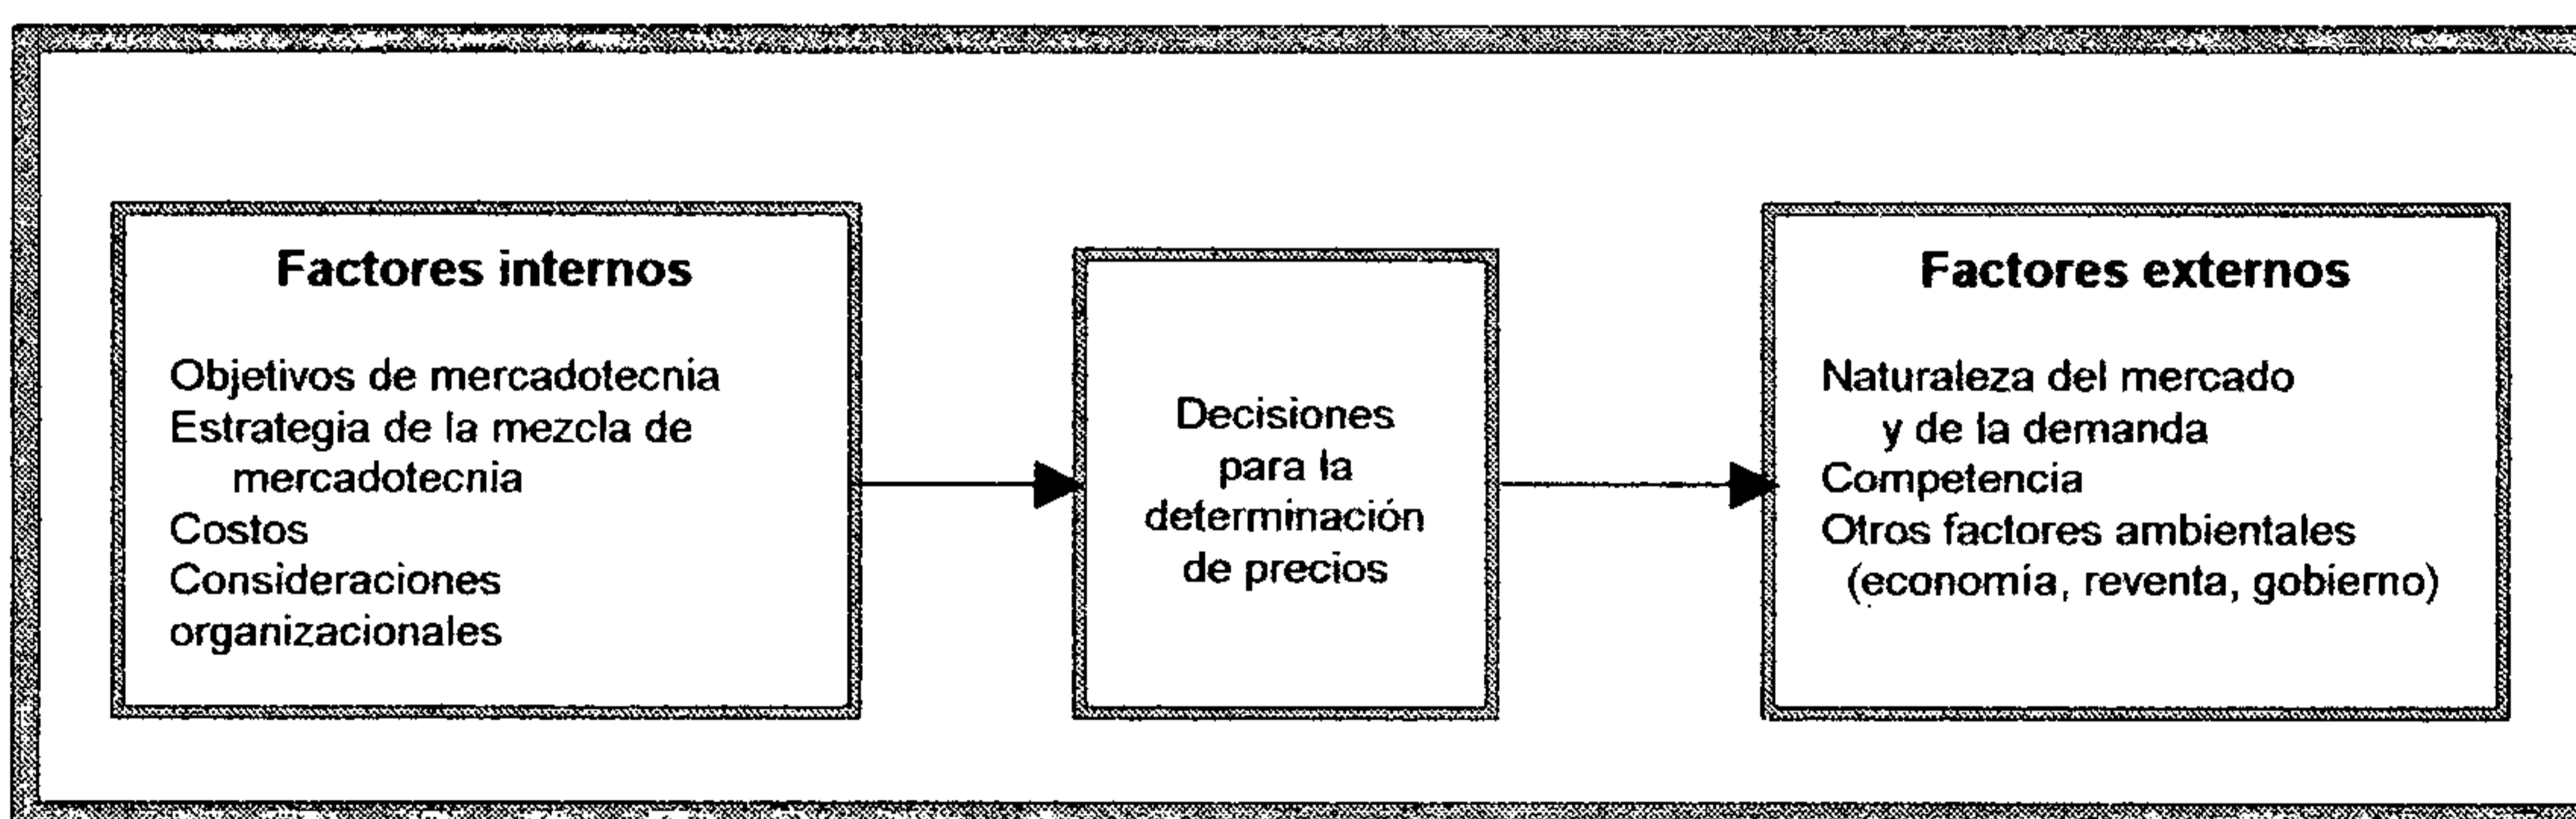 Factores internos
Objetivos de mercadotecnia
Estrategia de la mezcla de
mercadotecnia
Costos
Consideraciones
organizacionales
Decisiones
para la
determinación
de precios
Factores externos
Naturaleza del mercado
y de la demanda
Competencia
Otros factores ambientales
(economía, reventa, gobierno)